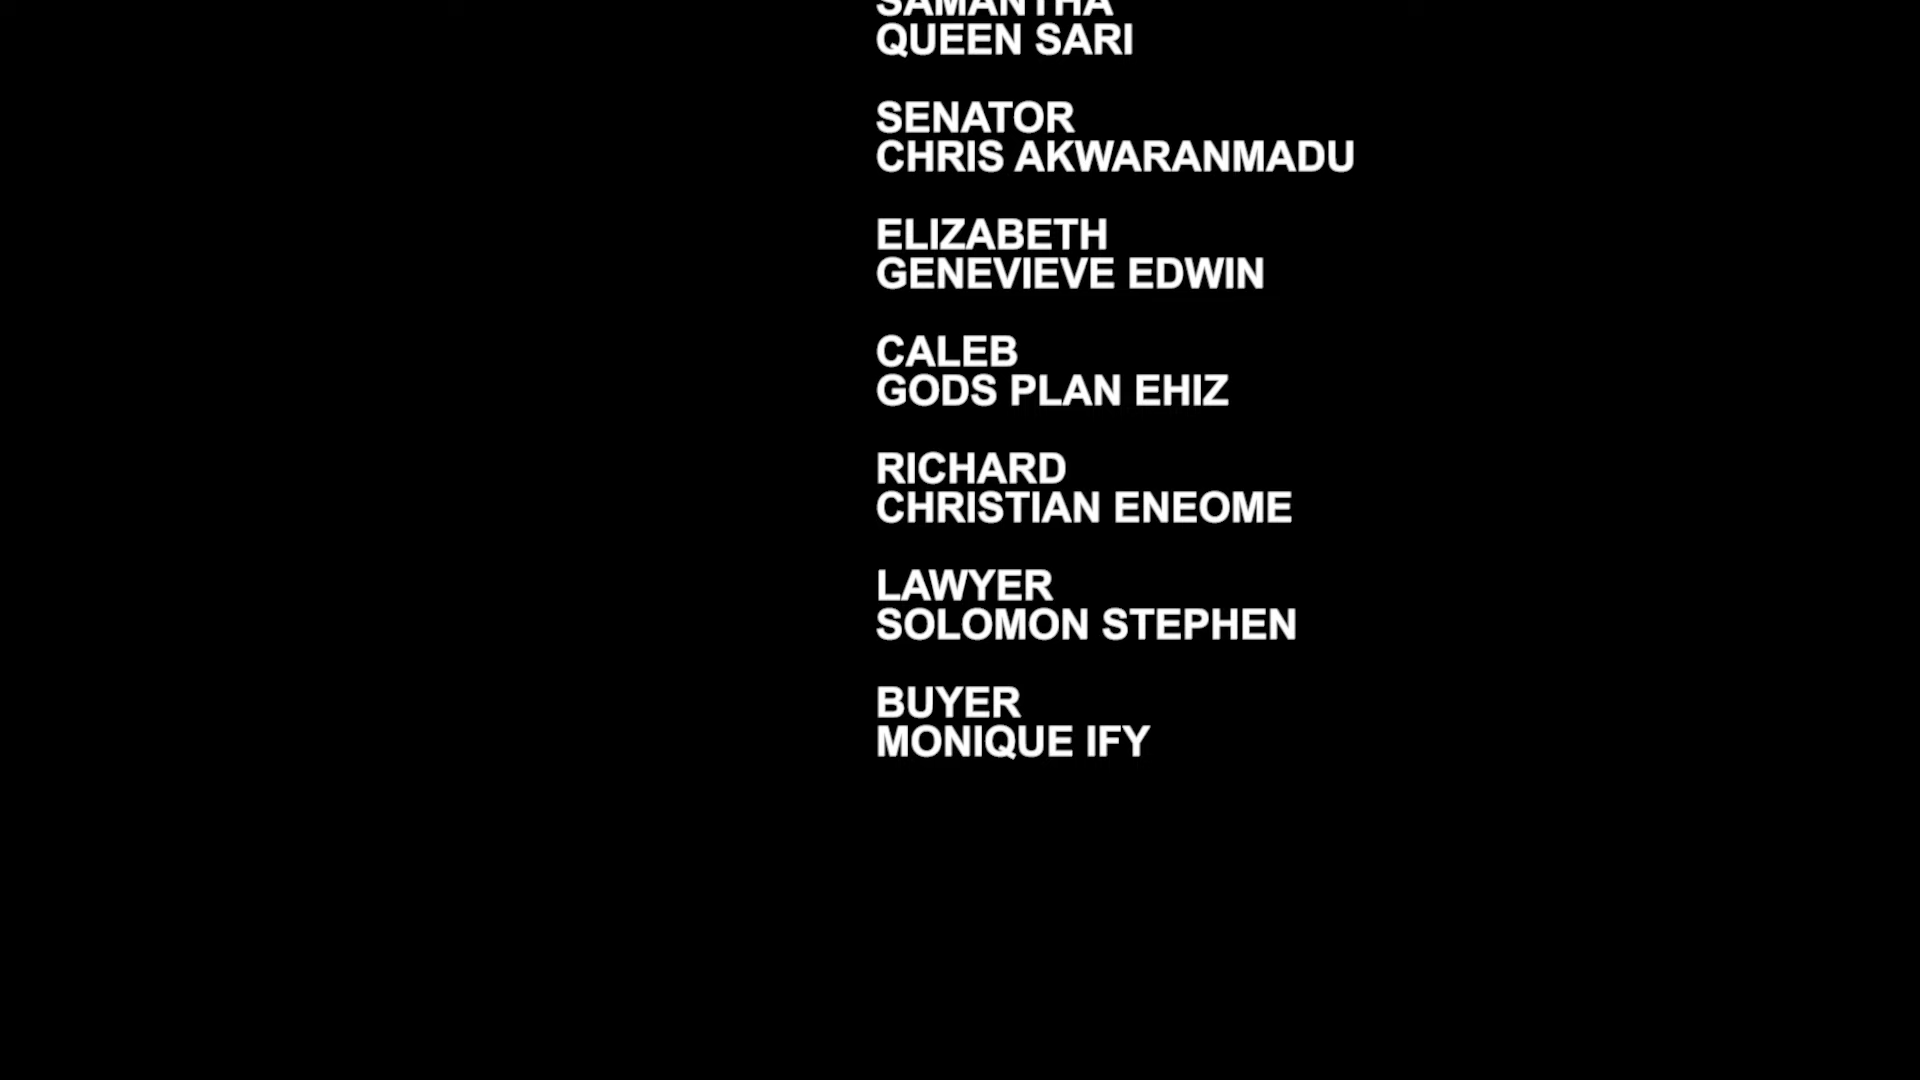 SAMANTHA
QUEEN SARI
SENATOR
CHRIS AKWARANMADU
ELIZABETH
GENEVIEVE EDWIN
CALEB
GODS PLAN EHIZ
RICHARD
CHRISTIAN ENEOME
LAWYER
SOLOMON STEPHEN
BUYER
MONIQUE IFY